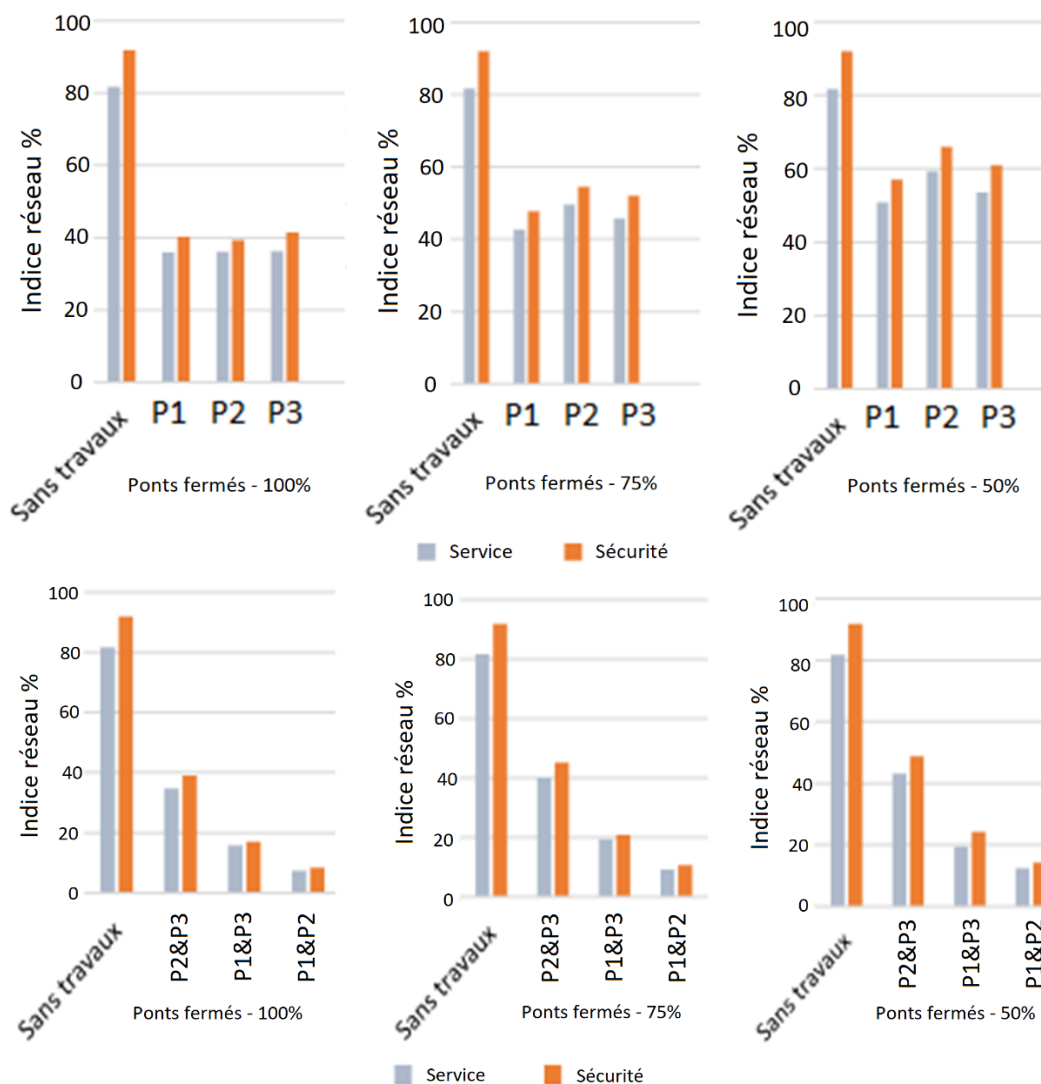 100
80
60
40
20
0
Indice réseau %
Sans travaux
P1 P2 P3
Ponts fermés - 100%
100
80
60
40
20
0
Indice réseau %
Sans travaux
P1 P2 P3
Ponts fermés - 75%
100
80
60
40
20
0
Indice réseau %
Sans travaux
P1 P2 P3
Ponts fermés - 50%
Service Sécurité
100
80
60
40
20
0
Indice réseau %
Sans travaux
P2&P3
P1&P3
P1&P2
Ponts fermés - 100%
100
80
60
40
20
0
Indice réseau %
Sans travaux
P2&P3
P1&P3
P1&P2
Ponts fermés - 75%
100
80
60
40
20
0
Indice réseau %
Sans travaux
P2&P3
P1&P3
P1&P2
Ponts fermés - 50%
Service Sécurité